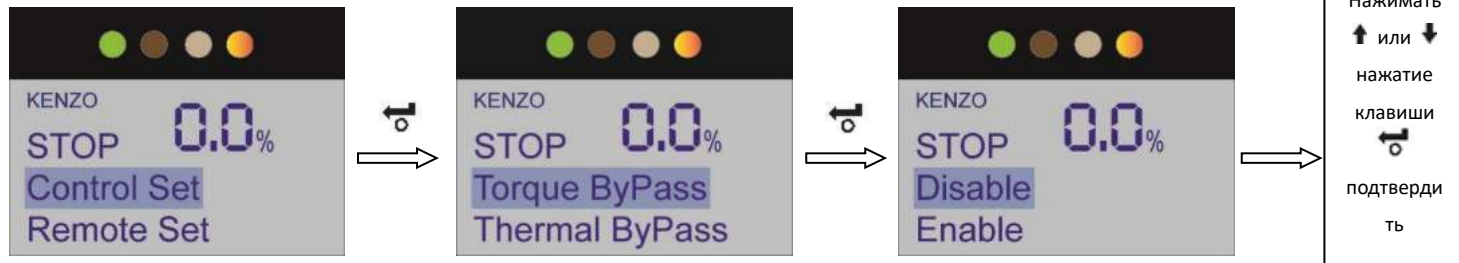 KENZO
STOP 0.0%
Control Set
Remote Set
KENZO
STOP 0.0%
Torque ByPass
Thermal ByPass
KENZO
STOP 0.0%
Disable
Enable
Нажимать
↑ или ↓
нажатие
клавиши
подтверди
ть